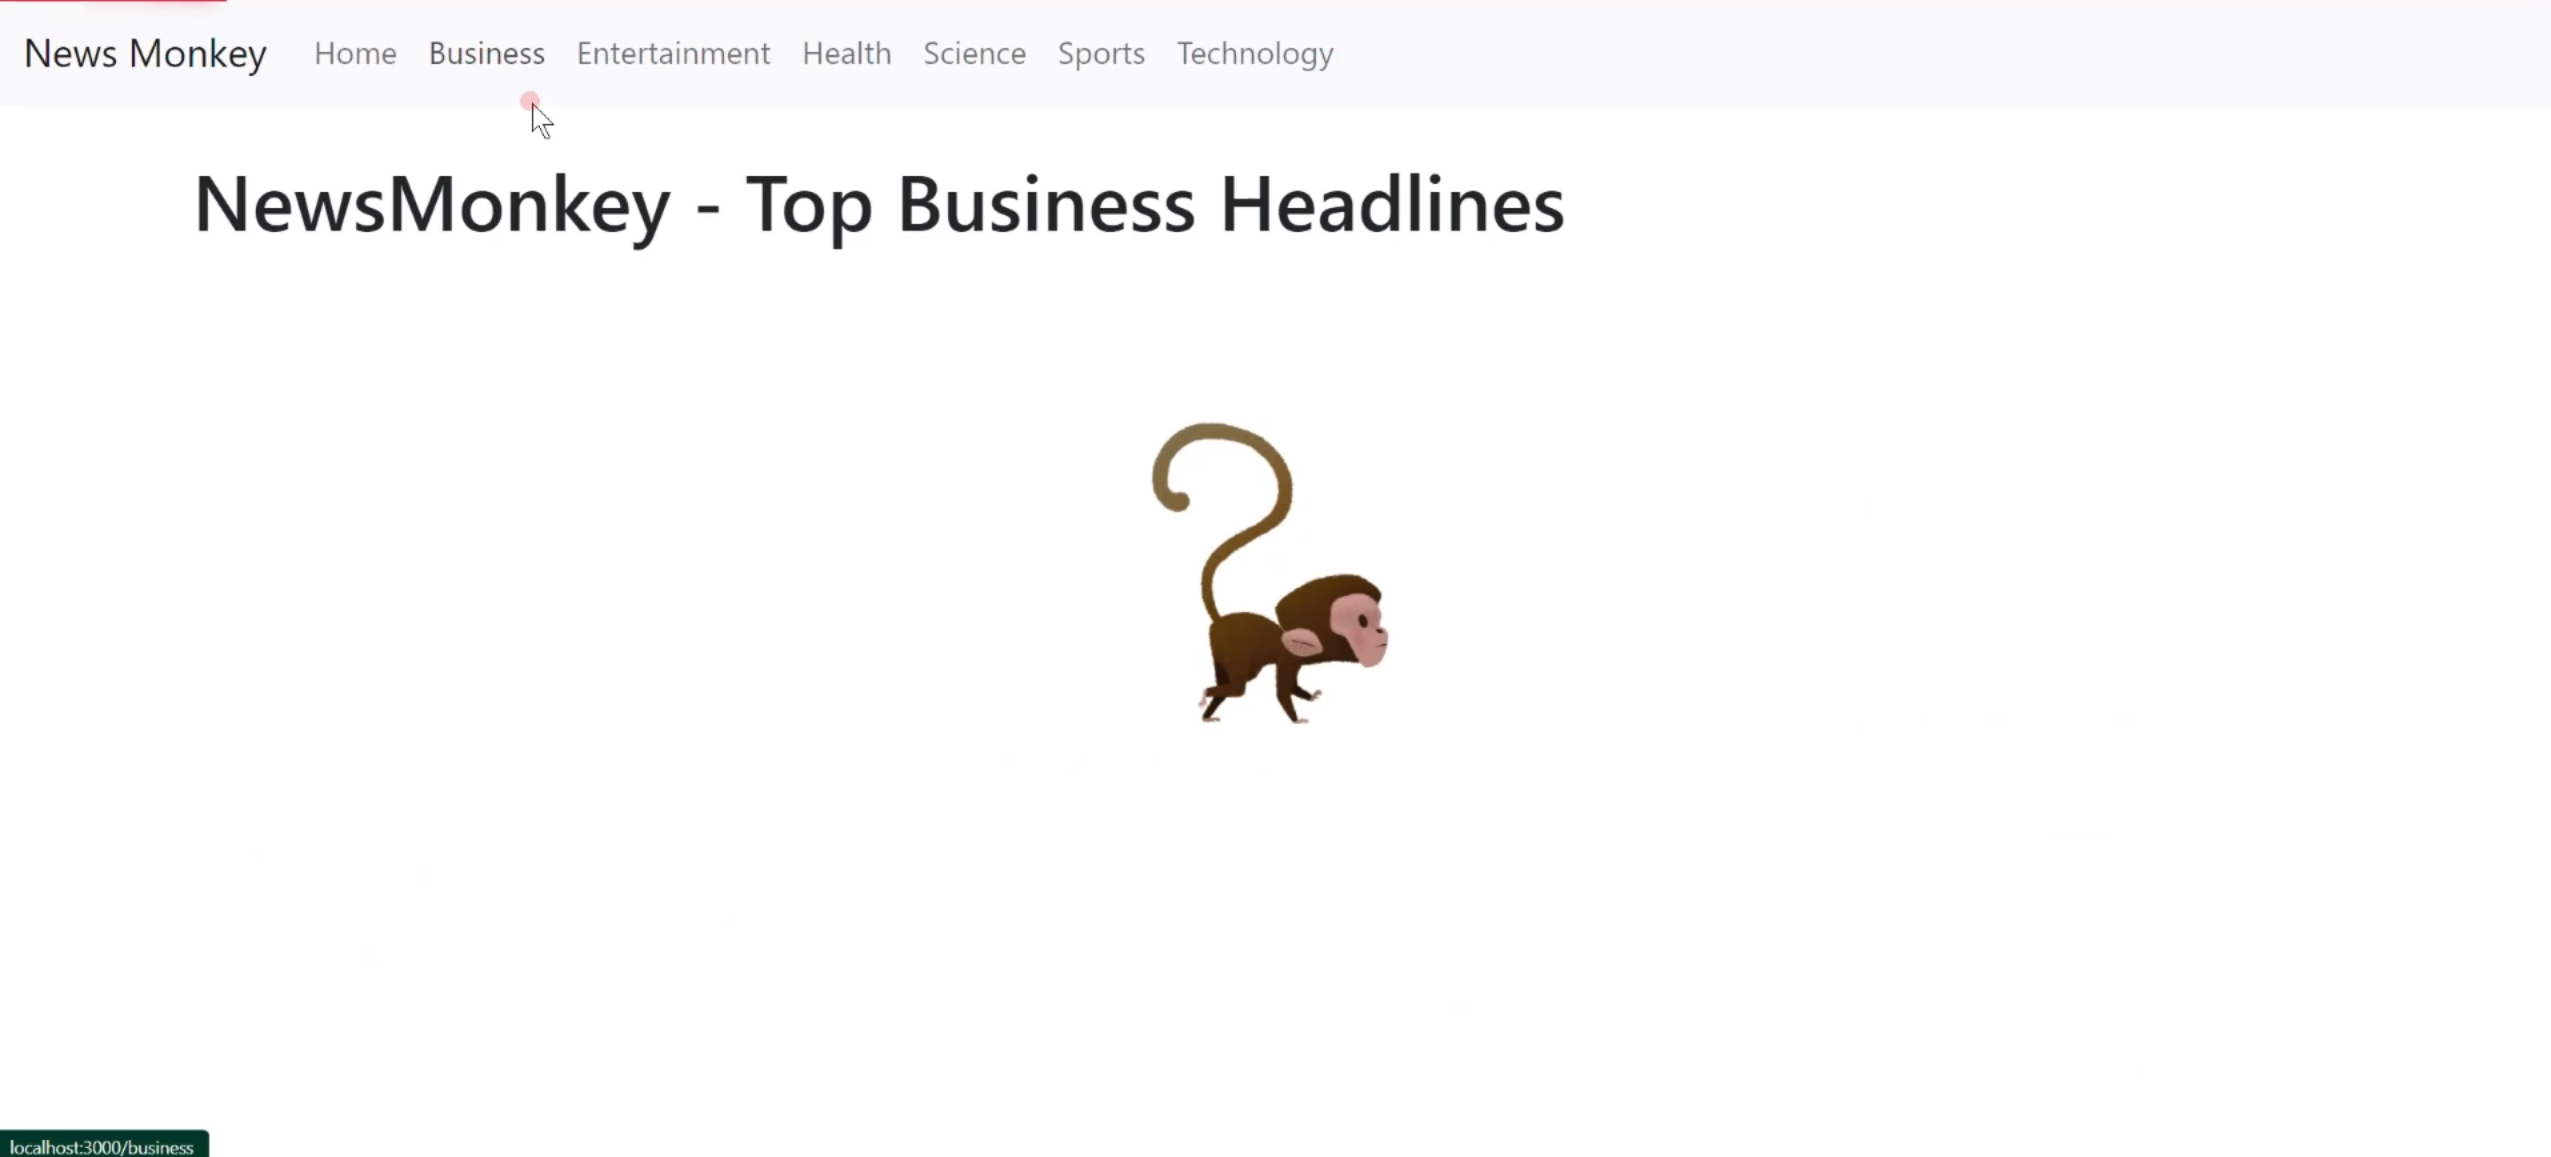 News Monkey Home Business Entertainment Health Science Sports Technology
NewsMonkey - Top Business Headlines
localhost:3000/business